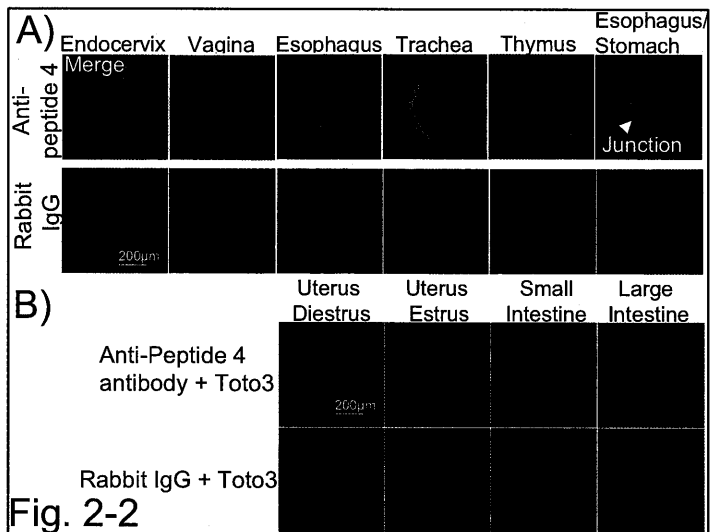 A)
Endocervix Vagina Esophagus Trachea Thymus Esophagus/
Stomach
Anti-
peptide 4
Merge
Junction
Rabbit
IgG
200µm
B)
Uterus
Diestrus
Uterus
Estrus
Small
Intestine
Large
Intestine
Anti-Peptide 4
antibody + Toto3
200µm
Rabbit IgG + Toto3
Fig. 2-2